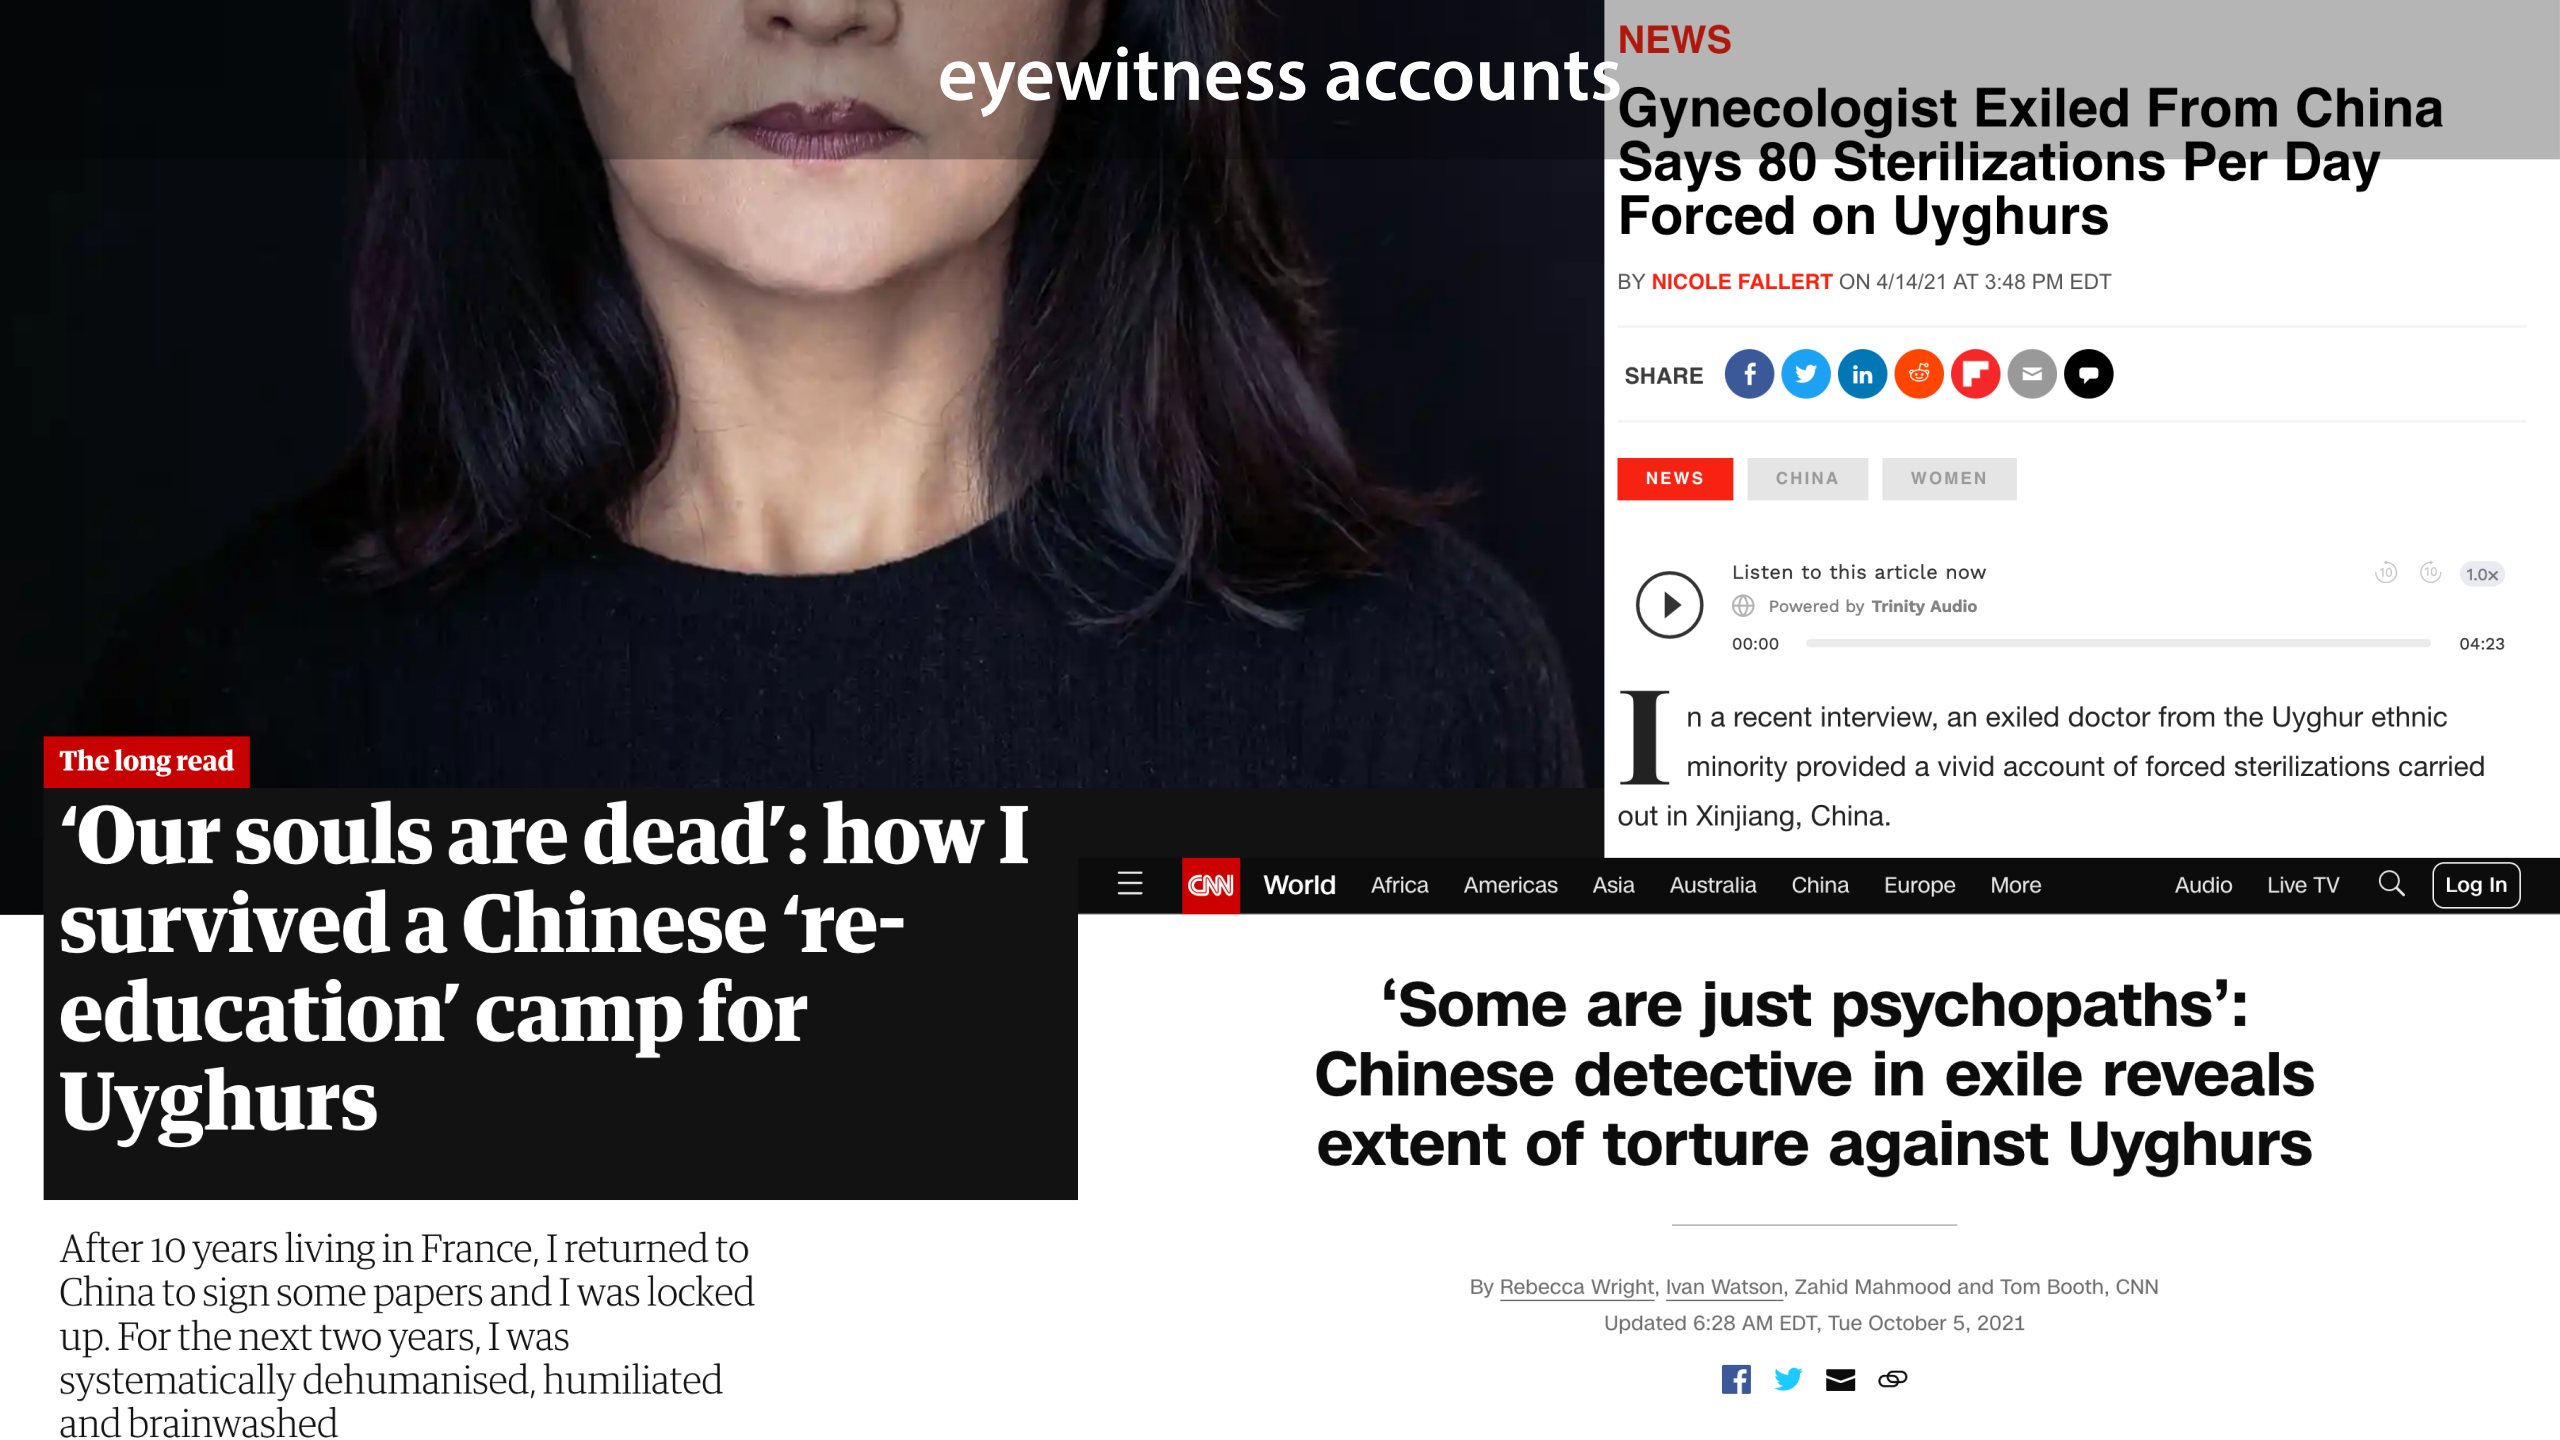 eyewitness accounts
NEWS
Gynecologist Exiled From China
Says 80 Sterilizations Per Day
Forced on Uyghurs
BY NICOLE FALLERT ON 4/14/21 AT 3:48 PM EDT
SHARE
NEWS CHINA WOMEN
Listen to this article now
10 10 1.0x
Powered by Trinity Audio
00:00 04:23
In a recent interview, an exiled doctor from the Uyghur ethnic
minority provided a vivid account of forced sterilizations carried
out in Xinjiang, China.
The long read
‘Our souls are dead’: how I
survived a Chinese ‘re-
education’ camp for
Uyghurs
After 10 years living in France, I returned to
China to sign some papers and I was locked
up. For the next two years, I was
systematically dehumanised, humiliated
and brainwashed
CNN World Africa Americas Asia Australia China Europe More Audio Live TV Log In
‘Some are just psychopaths’:
Chinese detective in exile reveals
extent of torture against Uyghurs
By Rebecca Wright, Ivan Watson, Zahid Mahmood and Tom Booth, CNN
Updated 6:28 AM EDT, Tue October 5, 2021